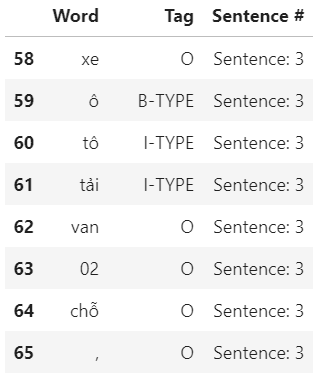 Word Tag Sentence #
58 xe O Sentence: 3
59 ô B-TYPE Sentence: 3
60 tô I-TYPE Sentence: 3
61 tải I-TYPE Sentence: 3
62 van O Sentence: 3
63 02 O Sentence: 3
64 chỗ O Sentence: 3
65 , O Sentence: 3